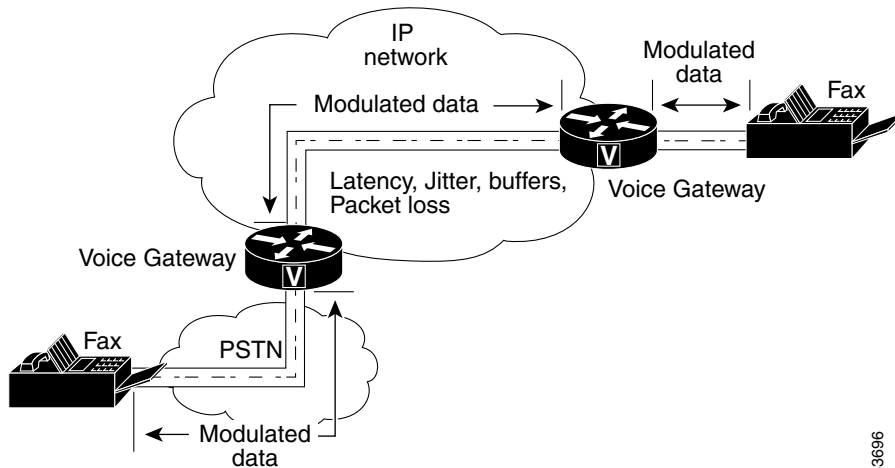 IP
network
Modulated
data
Fax
Modulated data
V
Voice Gateway
Latency, Jitter, buffers,
Packet loss
Voice Gateway
V
Fax
PSTN
Modulated
data
3696